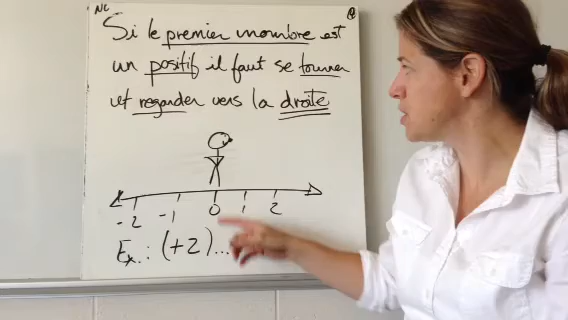 NC
Si le premier nombre est
un positif il faut se tourner
et regarder vers la droite
-2 -1 0 1 2
Ex.: (+2)...